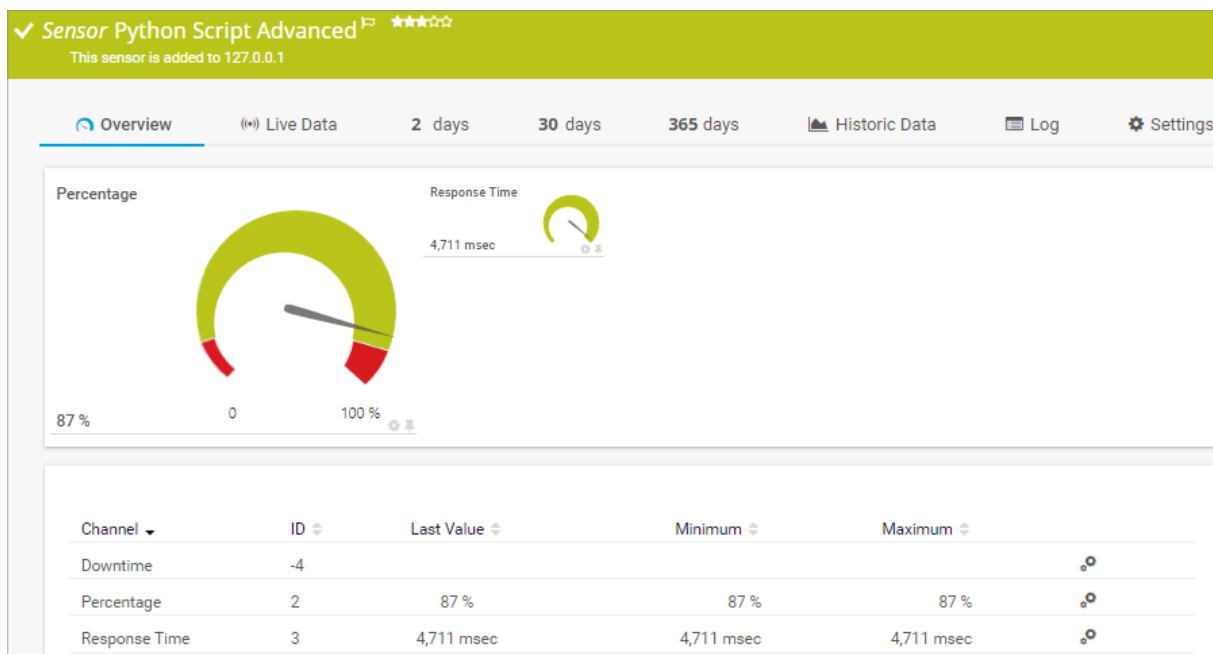 Sensor Python Script Advanced
This sensor is added to 127.0.0.1
Overview Live Data 2 days 30 days 365 days Historic Data Log Settings
Percentage
Response Time
4,711 msec
0 100 %
87 %
Channel ID Last Value Minimum Maximum
Downtime -4
Percentage 2 87 % 87 % 87 %
Response Time 3 4,711 msec 4,711 msec 4,711 msec